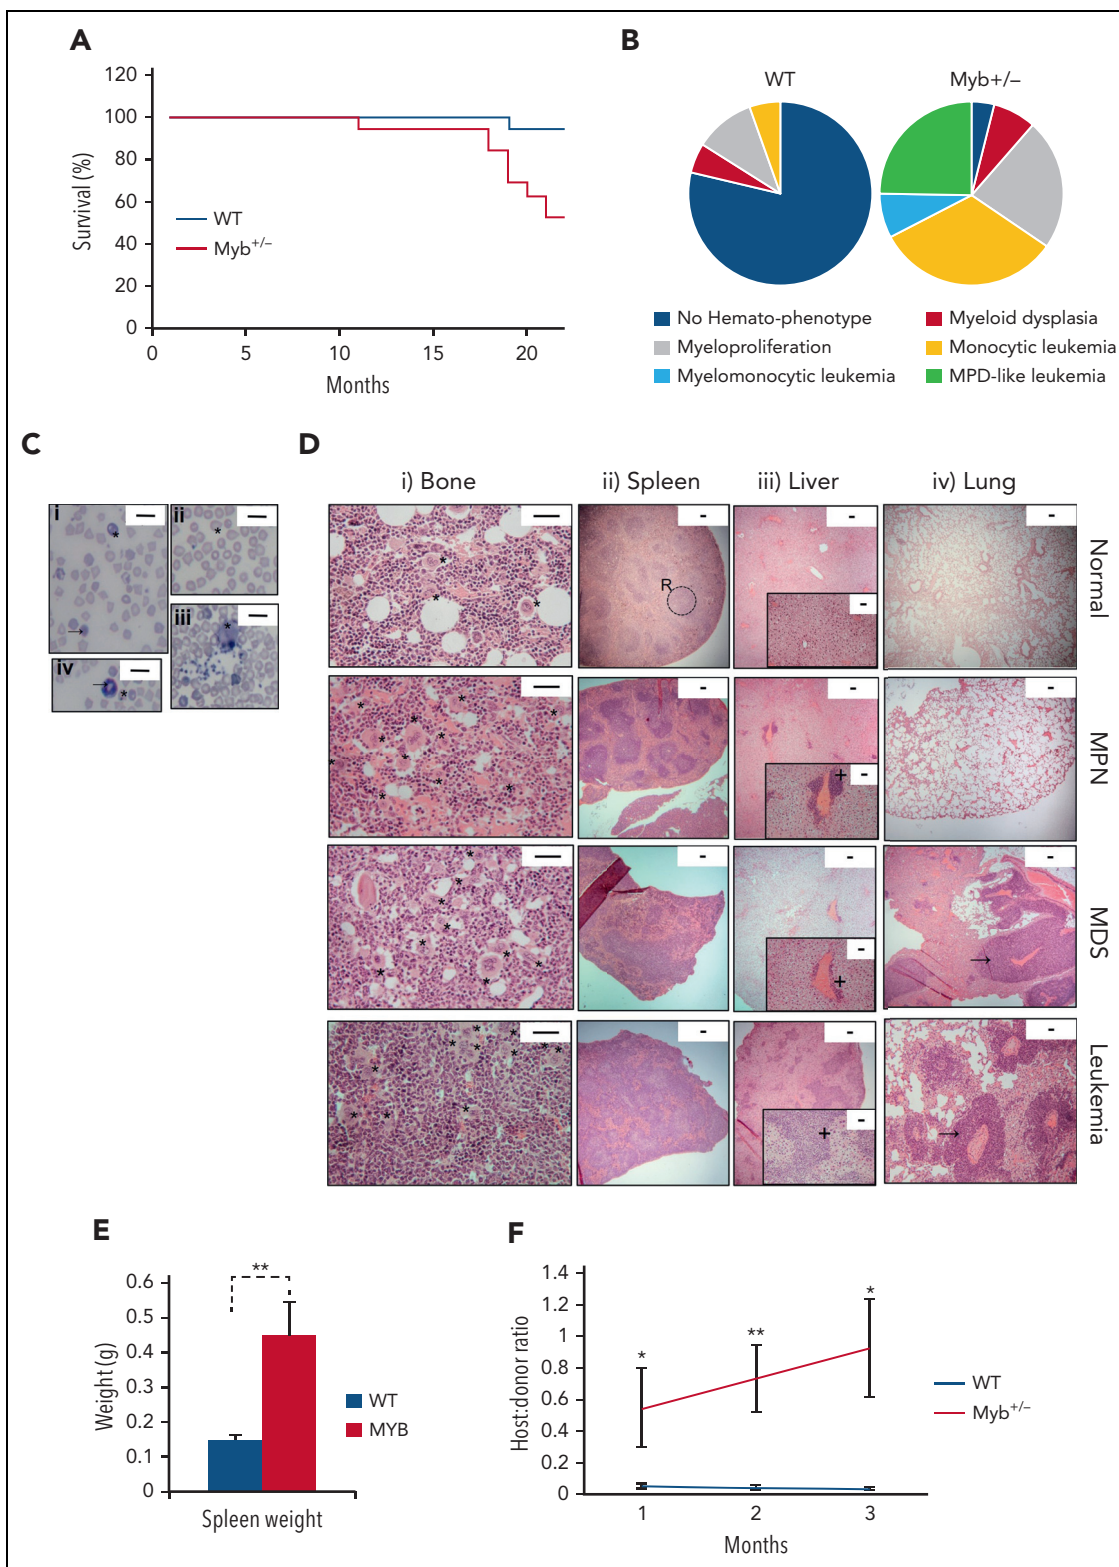 A
120
100
80
60
40
20
0
Survival (%)
WT
Myb+/–
0
5
10
15
20
Months
B
WT
Myb+/–
No Hemato-phenotype
Myeloid dysplasia
Myeloproliferation
Monocytic leukemia
Myelomonocytic leukemia
MPD-like leukemia
C
i
*
ii
*
iii
*
iv
*
D
i) Bone
ii) Spleen
iii) Liver
iv) Lung
R
Normal
+
MPN
+
MDS
+
Leukemia
E
**
0.6
0.5
0.4
0.3
0.2
0.1
0
Weight (g)
WT
MYB
Spleen weight
F
1.4
1.2
1
0.8
0.6
0.4
0.2
0
Host:donor ratio
*
**
*
WT
Myb+/–
1
2
3
Months